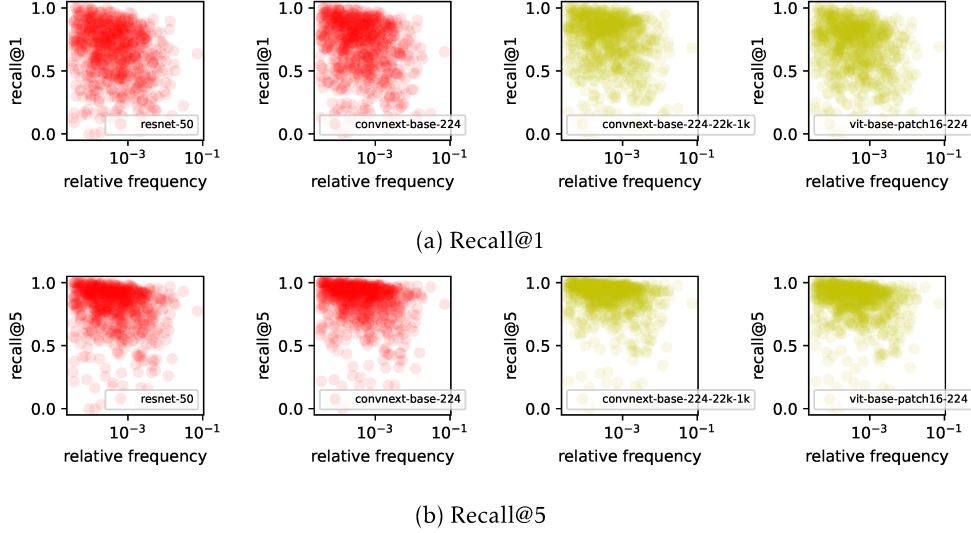 recall@1
1.0
0.5
0.0
resnet-50
10⁻³ 10⁻¹
relative frequency
recall@1
1.0
0.5
0.0
convnext-base-224
10⁻³ 10⁻¹
relative frequency
recall@1
1.0
0.5
0.0
convnext-base-224-22k-1k
10⁻³ 10⁻¹
relative frequency
recall@1
1.0
0.5
0.0
vit-base-patch16-224
10⁻³ 10⁻¹
relative frequency
(a) Recall@1
recall@5
1.0
0.5
0.0
resnet-50
10⁻³ 10⁻¹
relative frequency
recall@5
1.0
0.5
0.0
convnext-base-224
10⁻³ 10⁻¹
relative frequency
recall@5
1.0
0.5
0.0
convnext-base-224-22k-1k
10⁻³ 10⁻¹
relative frequency
recall@5
1.0
0.5
0.0
vit-base-patch16-224
10⁻³ 10⁻¹
relative frequency
(b) Recall@5